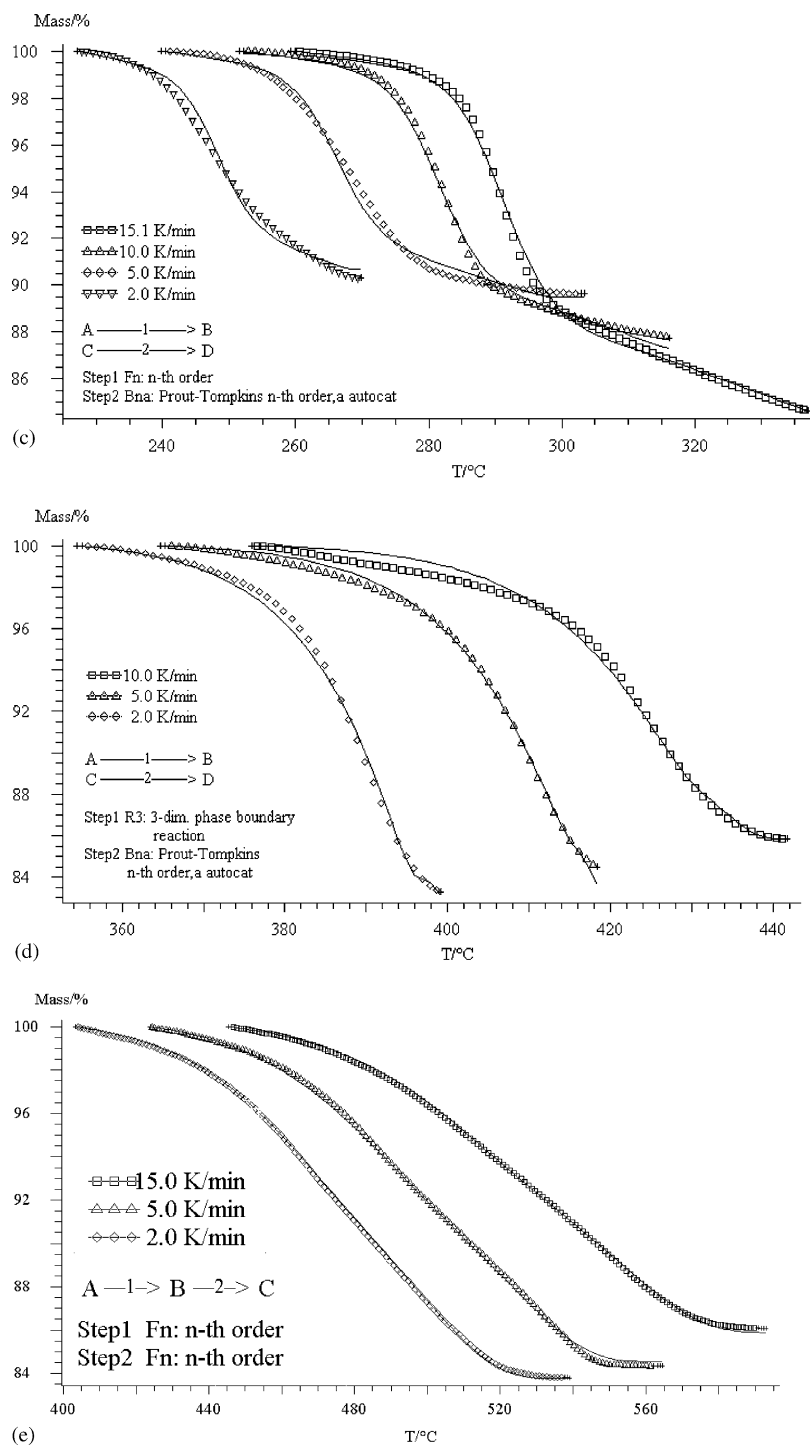 Mass/%
100
98
96
94
92
90
88
86
15.1 K/min
10.0 K/min
5.0 K/min
2.0 K/min
A 1 > B
C 2 > D
Step1 Fn: n-th order
Step2 Bna: Prout-Tompkins n-th order,a autocat
(c)
240 260 280 300 320
T/°C
Mass/%
100
96
92
88
84
10.0 K/min
5.0 K/min
2.0 K/min
A 1 > B
C 2 > D
Step1 R3: 3-dim. phase boundary
reaction
Step2 Bna: Prout-Tompkins
n-th order,a autocat
360 380 400 420 440
(d)
T/°C
Mass/%
100
96
92
88
84
15.0 K/min
5.0 K/min
2.0 K/min
A —1—> B —2—> C
Step1 Fn: n-th order
Step2 Fn: n-th order
400 440 480 520 560
(e)
T/°C